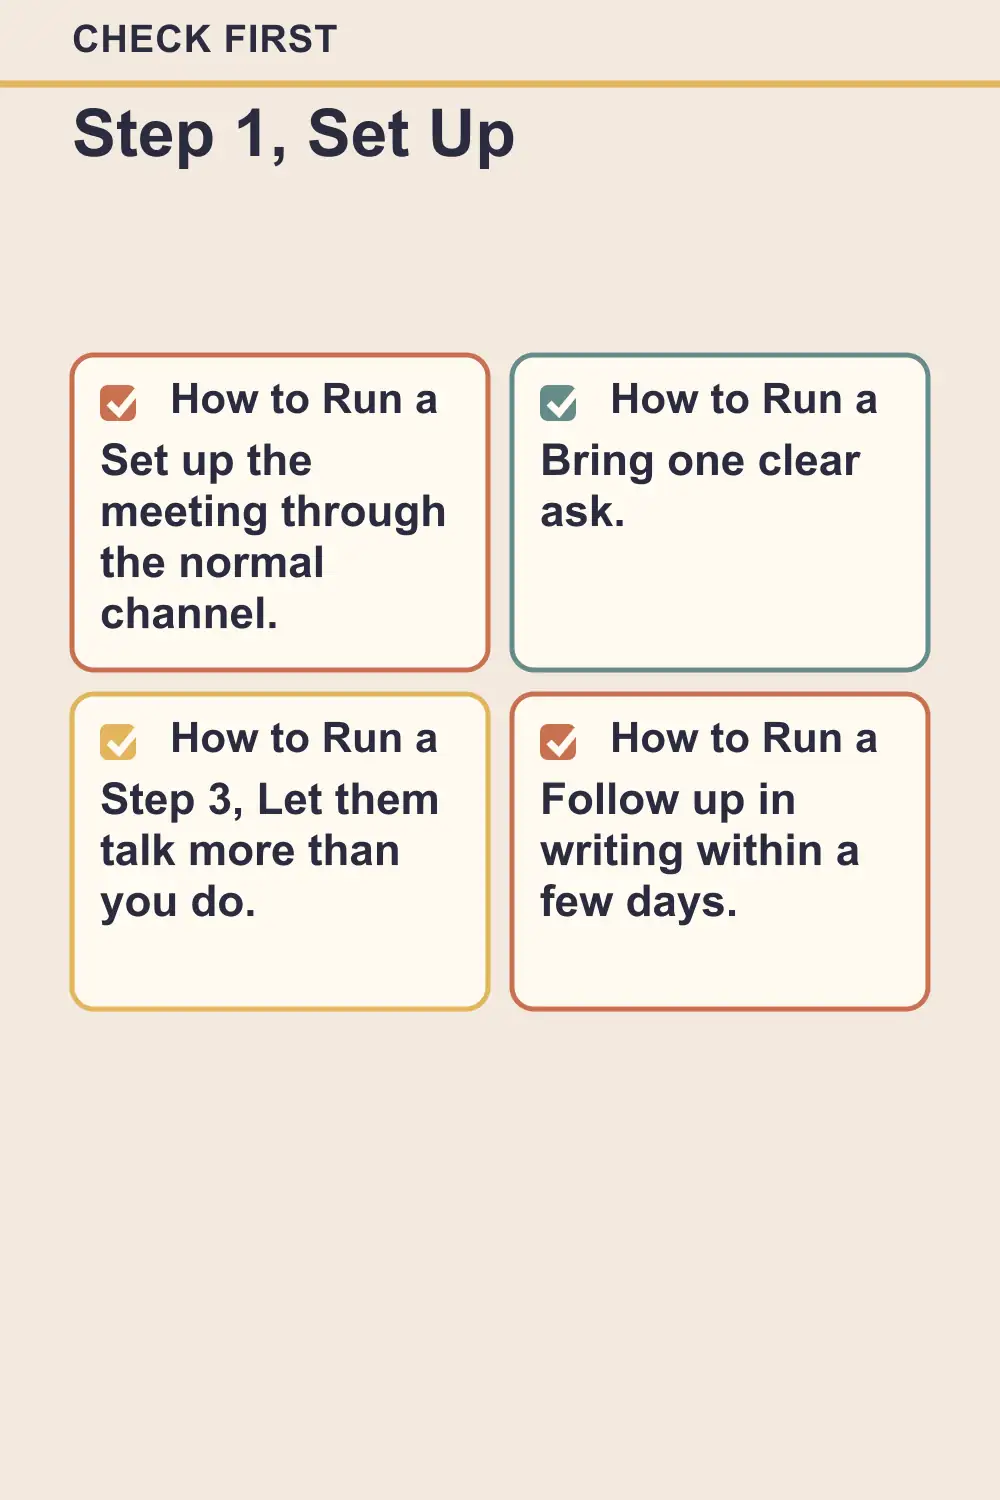 CHECK FIRST
Step 1, Set Up
How to Run a
Set up the
meeting through
the normal
channel.
How to Run a
Bring one clear
ask.
How to Run a
Step 3, Let them
talk more than
you do.
How to Run a
Follow up in
writing within a
few days.